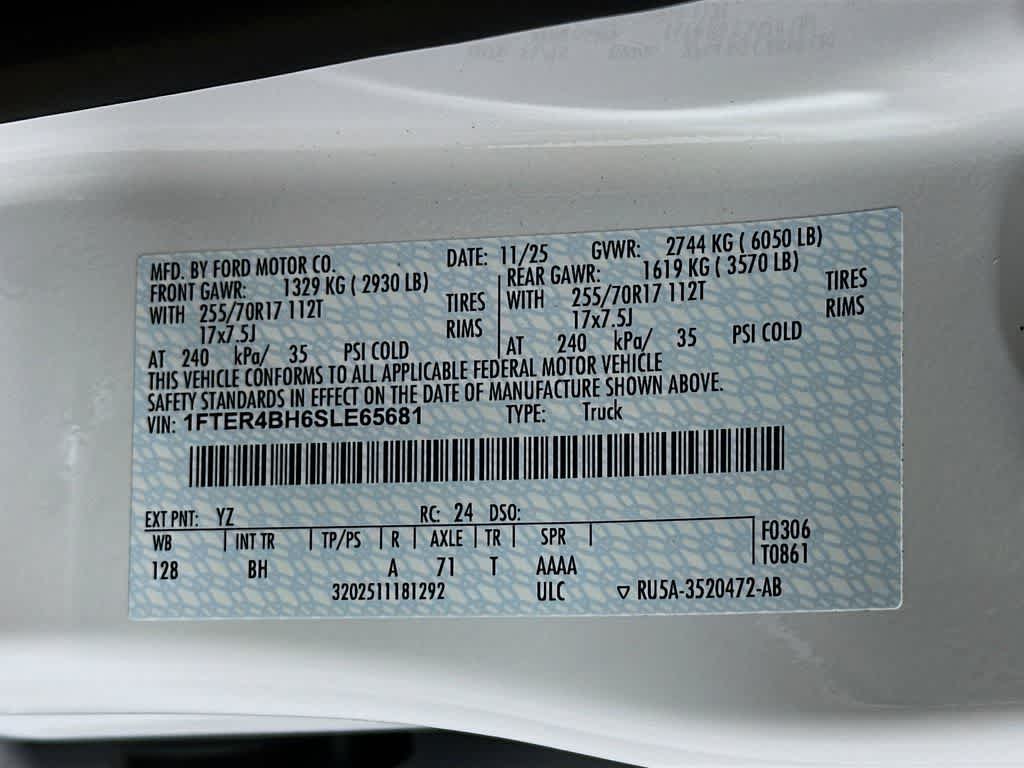 MFD. BY FORD MOTOR CO. DATE: 11/25 GVWR: 2744 KG ( 6050 LB)
FRONT GAWR: 1329 KG ( 2930 LB) REAR GAWR: 1619 KG ( 3570 LB)
WITH 255/70R17 112T TIRES WITH 255/70R17 112T TIRES
17x7.5J RIMS 17x7.5J RIMS
AT 240 kPa/ 35 PSI COLD AT 240 kPa/ 35 PSI COLD
THIS VEHICLE CONFORMS TO ALL APPLICABLE FEDERAL MOTOR VEHICLE
SAFETY STANDARDS IN EFFECT ON THE DATE OF MANUFACTURE SHOWN ABOVE.
VIN: 1FTER4BH6SLE65681 TYPE: Truck
EXT PNT: YZ RC: 24 DSO:
WB INT TR TP/PS R AXLE TR SPR F0306
128 BH A 71 T AAAA T0861
3202511181292 ULC ▽ RU5A-3520472-AB